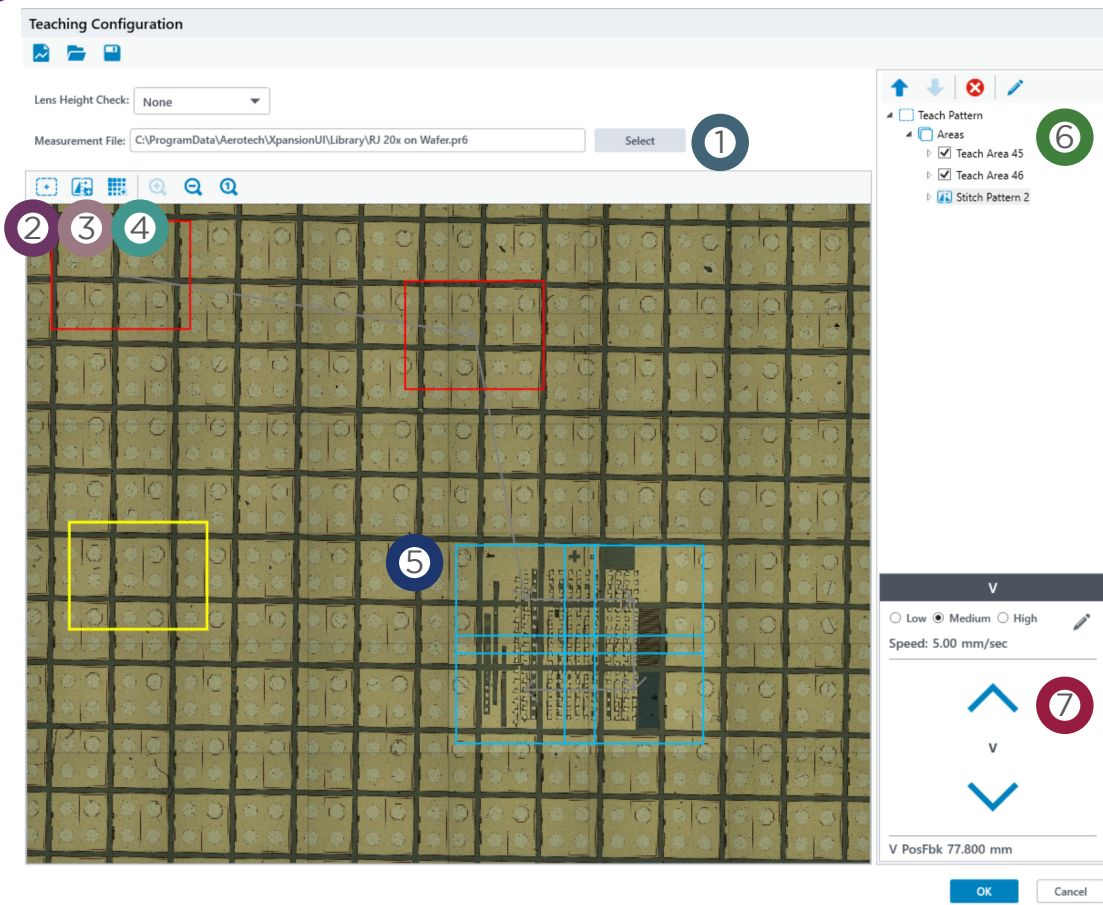 Teaching Configuration
Lens Height Check: None
Measurement File: C:\ProgramData\Aerotech\XpansionUI\Library\RJ 20x on Wafer.pr6 Select
1
2 3 4
5
Teach Pattern
Areas
6
Teach Area 45
Teach Area 46
Stitch Pattern 2
V
Low Medium High
Speed: 5.00 mm/sec
7
V
V PosFbk 77.800 mm
OK Cancel